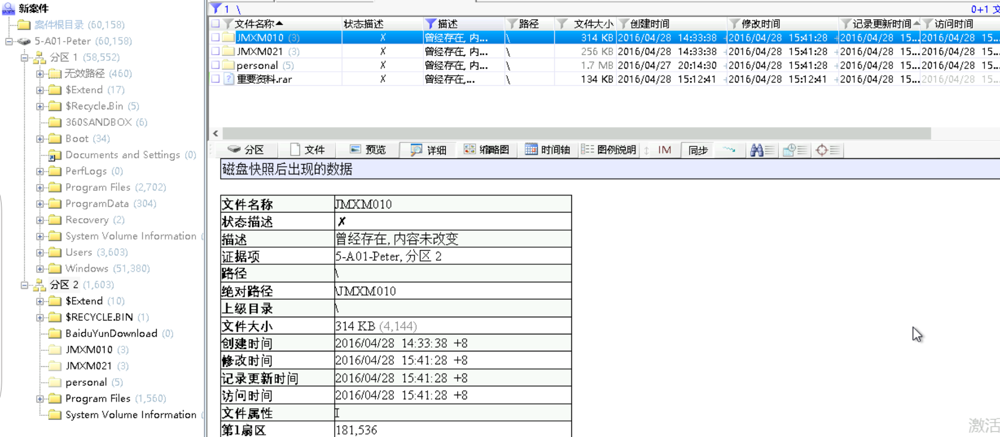 新案件
案件根目录 (60,158)
5-A01-Peter (60,158)
分区 1 (58,552)
无效路径 (460)
$Extend (17)
$Recycle.Bin (5)
360SANDBOX (6)
Boot (34)
Documents and Settings (0)
PerfLogs (0)
Program Files (2,702)
ProgramData (304)
Recovery (2)
System Volume Information (
Users (3,603)
Windows (51,380)
分区 2 (1,603)
$Extend (10)
$RECYCLE.BIN (1)
BaiduYunDownload (0)
JMXM010 (3)
JMXM021 (3)
personal (5)
Program Files (1,560)
System Volume Information (
1 \ 0+1 文
文件名称 状态描述 描述 路径 文件大小 创建时间 修改时间 记录更新时间 访问时间
JMXM010 (3) ✗ 曾经存在, 内... \ 314 KB 2016/04/28 14:33:38 + 2016/04/28 15:41:28 + 2016/04/28 15... 2016/04/28 15...
JMXM021 (3) ✗ 曾经存在, 内... \ 256 KB 2016/04/28 14:33:38 + 2016/04/28 15:41:28 + 2016/04/28 15... 2016/04/28 15...
personal (5) ✗ 曾经存在, 内... \ 1.7 MB 2016/04/27 20:14:30 + 2016/04/28 15:41:28 + 2016/04/28 15... 2016/04/28 15...
重要资料.rar ✗ 曾经存在,... \ 134 KB 2016/04/28 15:12:41 + 2016/04/28 15:12:41 + 2016/04/28 15... 2016/04/28 15...
分区 文件 预览 详细 缩略图 时间轴 图例说明 IM 同步
磁盘快照后出现的数据
文件名称 JMXM010
状态描述 ✗
描述 曾经存在, 内容未改变
证据项 5-A01-Peter, 分区 2
路径 \
绝对路径 \JMXM010
上级目录 \
文件大小 314 KB (4,144)
创建时间 2016/04/28 14:33:38 +8
修改时间 2016/04/28 15:41:28 +8
记录更新时间 2016/04/28 15:41:28 +8
访问时间 2016/04/28 15:41:28 +8
文件属性 I
第1扇区 181,536
激活